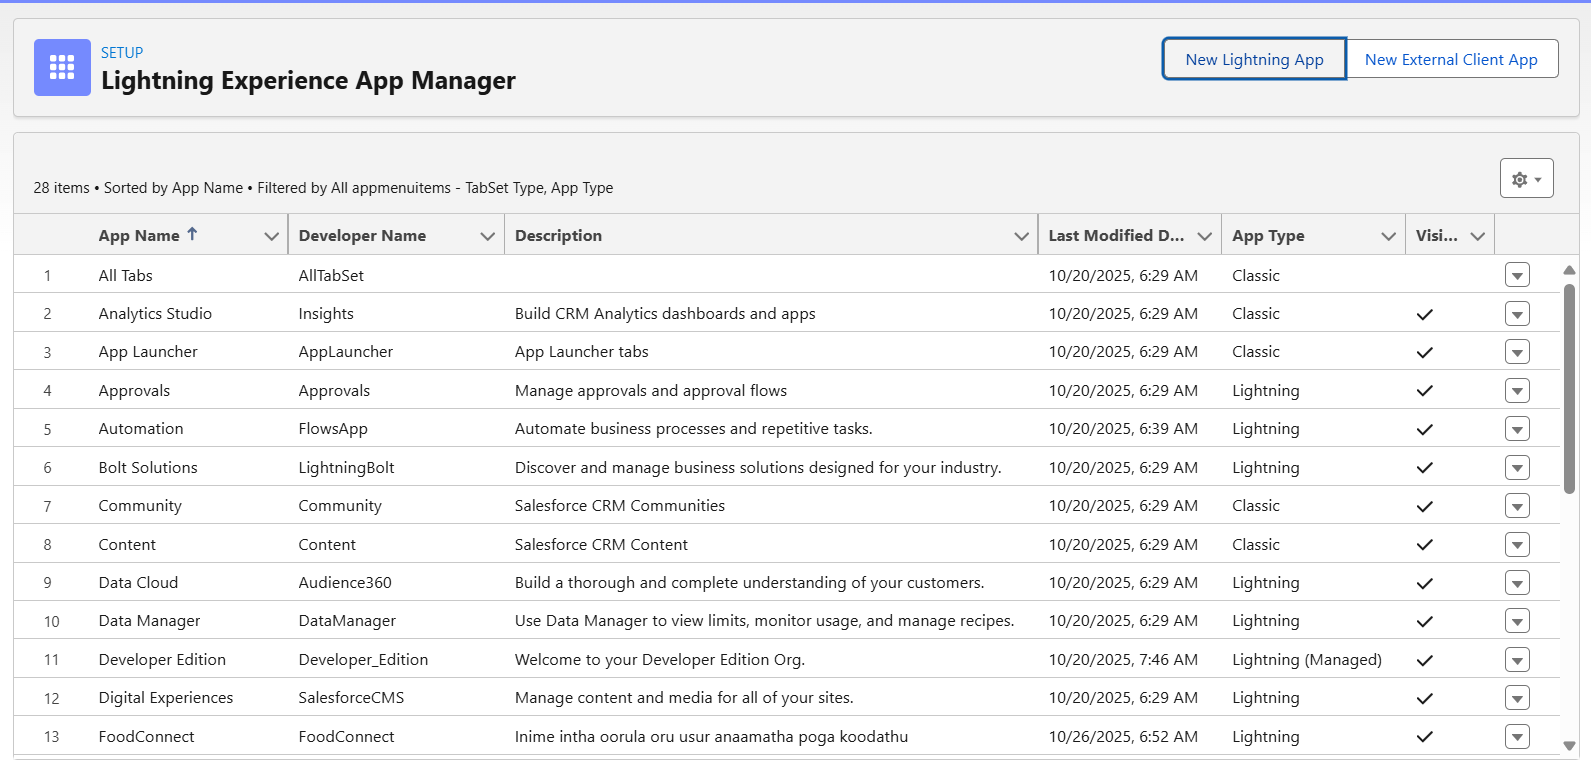 SETUP
Lightning Experience App Manager
New Lightning App
New External Client App
28 items • Sorted by App Name • Filtered by All appmenuitems - TabSet Type, App Type
App Name Developer Name Description Last Modified D... App Type Visi...
1 All Tabs AllTabSet 10/20/2025, 6:29 AM Classic
2 Analytics Studio Insights Build CRM Analytics dashboards and apps 10/20/2025, 6:29 AM Classic
3 App Launcher AppLauncher App Launcher tabs 10/20/2025, 6:29 AM Classic
4 Approvals Approvals Manage approvals and approval flows 10/20/2025, 6:29 AM Lightning
5 Automation FlowsApp Automate business processes and repetitive tasks. 10/20/2025, 6:39 AM Lightning
6 Bolt Solutions LightningBolt Discover and manage business solutions designed for your industry. 10/20/2025, 6:29 AM Lightning
7 Community Community Salesforce CRM Communities 10/20/2025, 6:29 AM Classic
8 Content Content Salesforce CRM Content 10/20/2025, 6:29 AM Classic
9 Data Cloud Audience360 Build a thorough and complete understanding of your customers. 10/20/2025, 6:29 AM Lightning
10 Data Manager DataManager Use Data Manager to view limits, monitor usage, and manage recipes. 10/20/2025, 6:29 AM Lightning
11 Developer Edition Developer_Edition Welcome to your Developer Edition Org. 10/20/2025, 7:46 AM Lightning (Managed)
12 Digital Experiences SalesforceCMS Manage content and media for all of your sites. 10/20/2025, 6:29 AM Lightning
13 FoodConnect FoodConnect Inime intha oorula oru usur anaamatha poga koodathu 10/26/2025, 6:52 AM Lightning